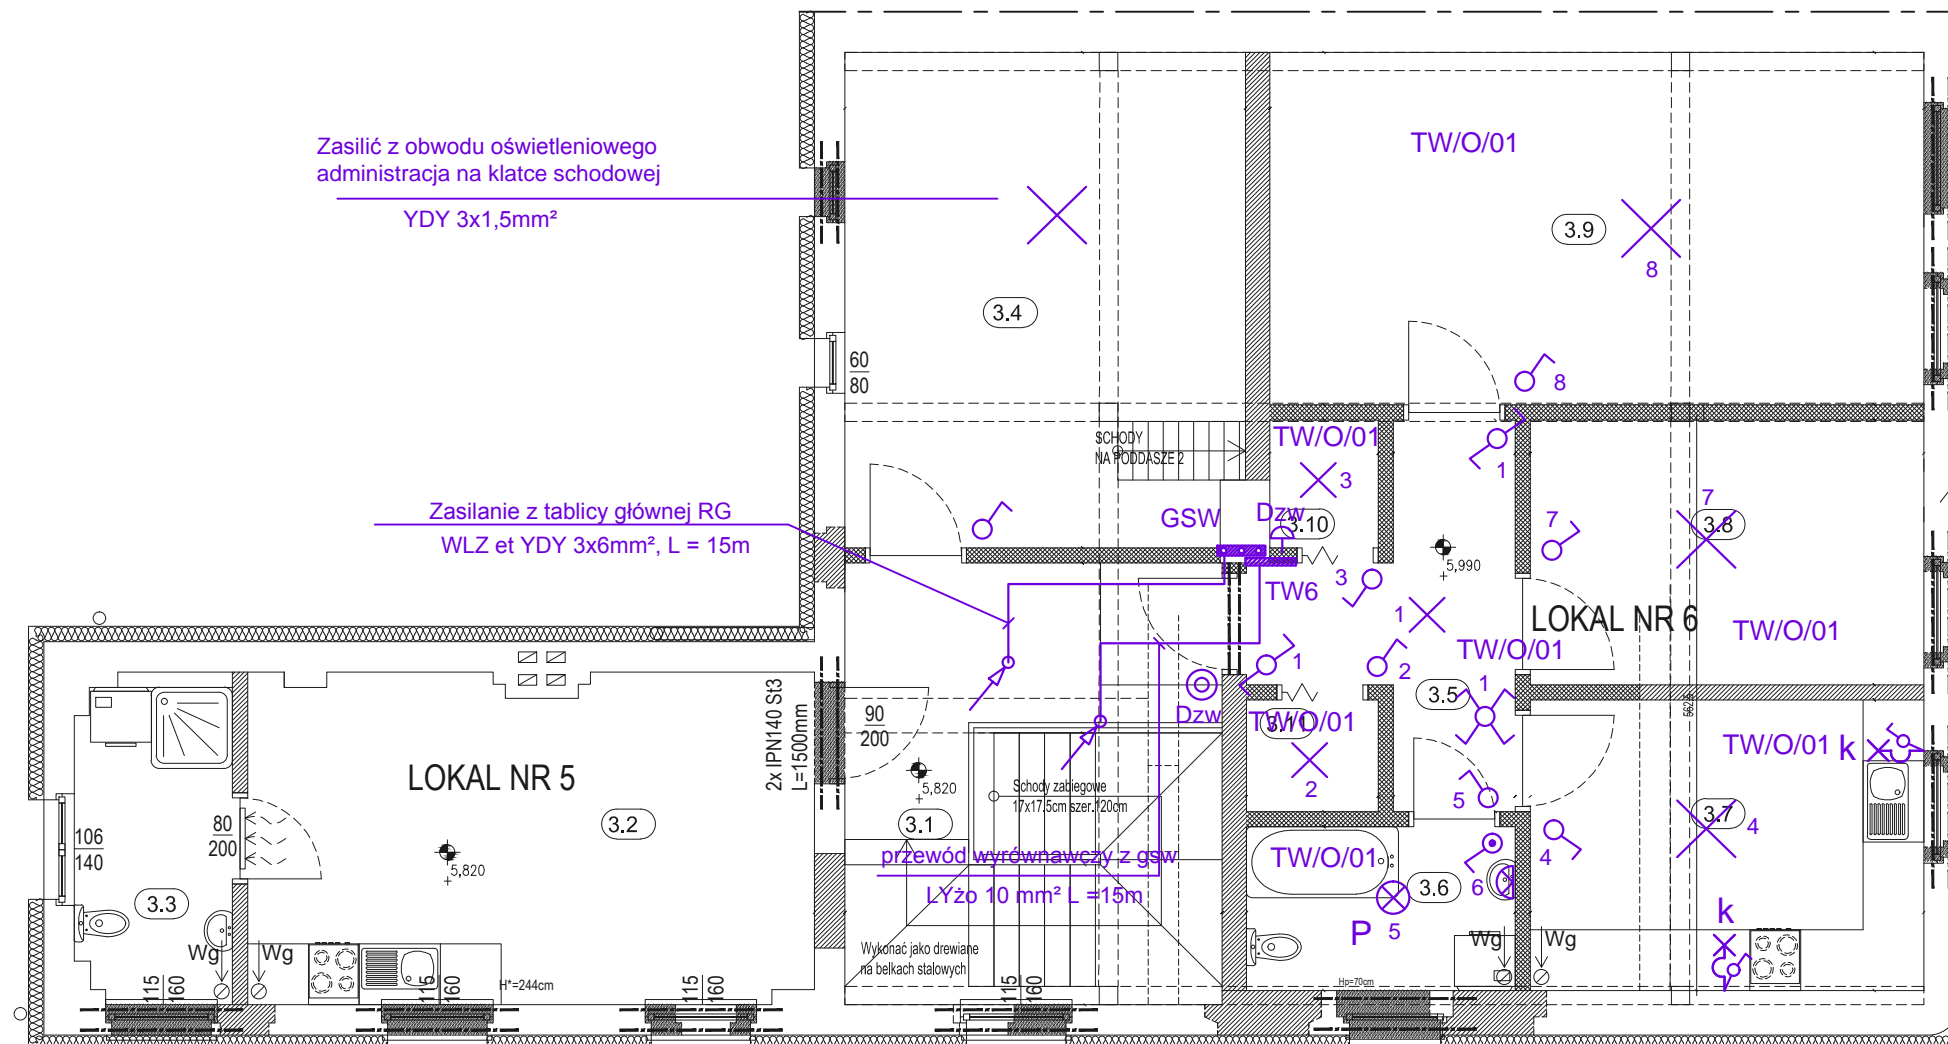 Zasilić z obwodu oświetleniowego
administracja na klatce schodowej
YDY 3x1,5mm²
TW/O/01
3.9
8
3.4
60
80
8
SCHODY
NA PODDASZE 2
TW/O/01
3
1
Zasilanie z tablicy głównej RG
WLZ et YDY 3x6mm², L = 15m
GSW
Dzw
3.10
7
7
3.8
5,990
TW6
3
1
LOKAL NR 6
TW/O/01
TW/O/01
1
2
3.5
1
Dzw
TW/O/01
3.11
2
2x IPN140 St3
L=1500mm
90
200
5625
TW/O/01
k
LOKAL NR 5
5,820
Schody zabiegowe
17x17.5cm szer.120cm
5
3.7
4
4
106
140
80
200
3.2
3.1
5,820
przewód wyrównawczy z gsw
LYżo 10 mm² L =15m
TW/O/01
3.6
6
3.3
P
5
k
Wg
Wg
Wykonać jako drewiane
na belkach stalowych
Wg
Wg
H*=244cm
Hp=70cm
115
160
115
160
115
160
115
160